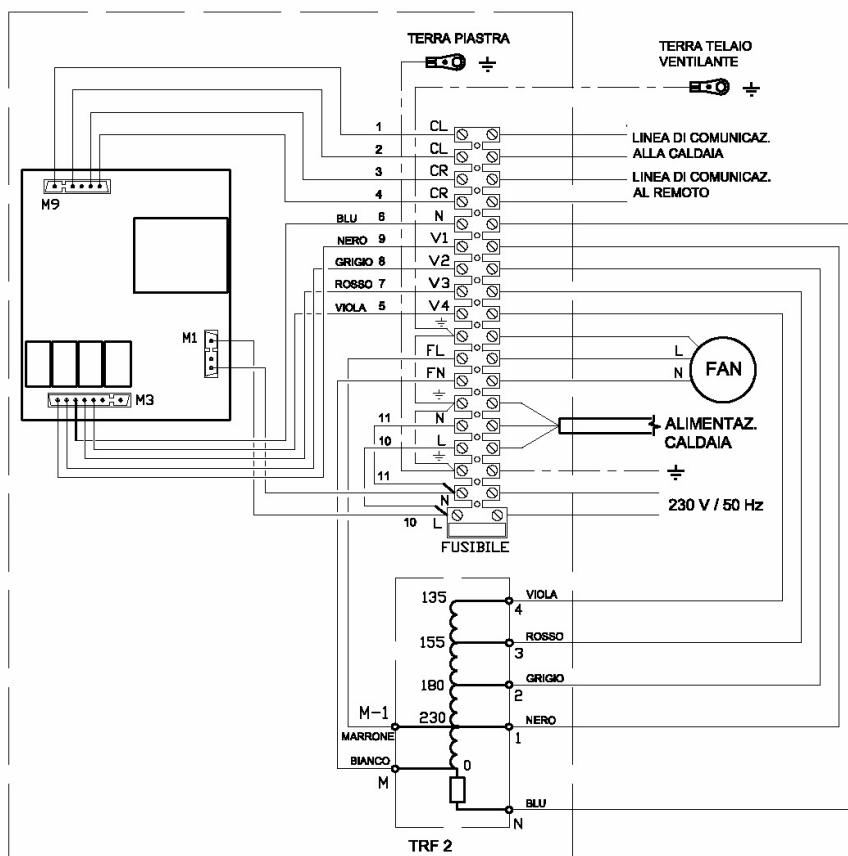 TERRA PIASTRA
TERRA TELAIO
VENTILANTE
1 CL
2 CL
3 CR
4 CR
LINEA DI COMUNICAZ.
ALLA CALDAIA
LINEA DI COMUNICAZ.
AL REMOTO
M9
BLU 6 N
NERO 9 V1
GRIGIO 8 V2
ROSSO 7 V3
VIOLA 5 V4
M1
FL
FN
L
N
FAN
M3
11 N
10 L
ALIMENTAZ.
CALDAIA
11
N
10 L
230 V / 50 Hz
FUSIBILE
135
VIOLA
4
155
ROSSO
3
180
GRIGIO
2
M-1
230
NERO
1
MARRONE
BIANCO
M
0
BLU
N
TRF 2